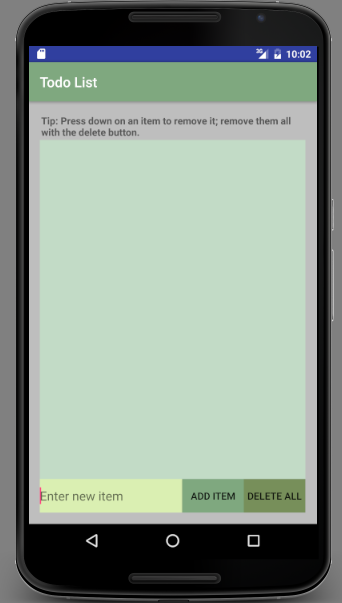 3G 10:02
Todo List
Tip: Press down on an item to remove it; remove them all
with the delete button.
Enter new item ADD ITEM DELETE ALL